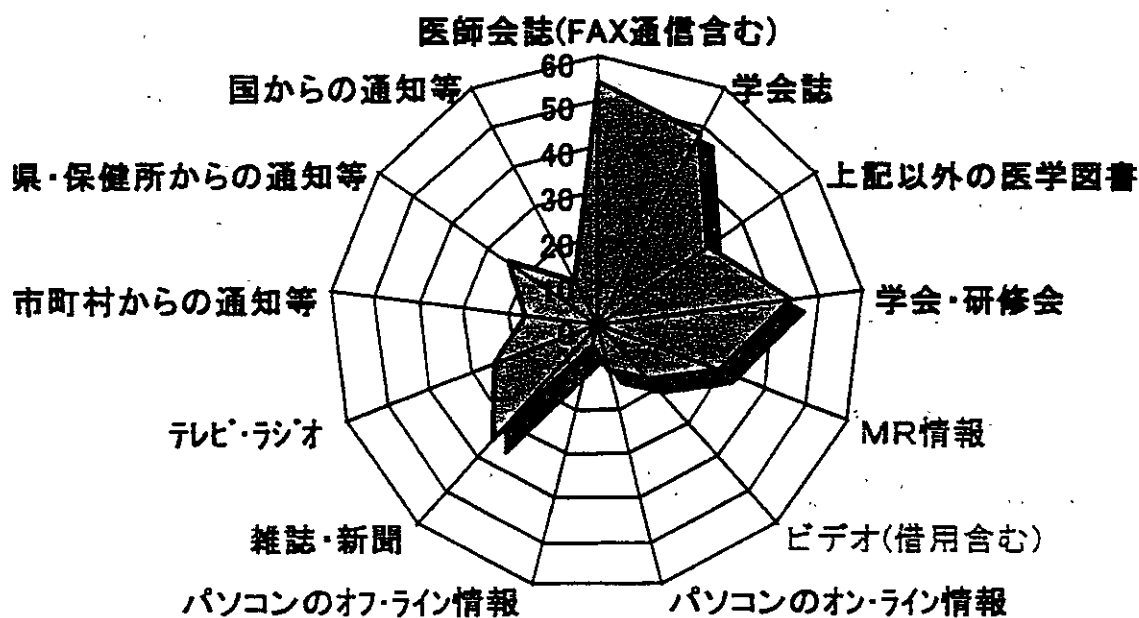 医師会誌(FAX通信含む)
学会誌
上記以外の医学図書
学会・研修会
MR情報
ビデオ(借用含む)
パソコンのオン・ライン情報
パソコンのオフ・ライン情報
雑誌・新聞
テレビ・ラジオ
市町村からの通知等
県・保健所からの通知等
国からの通知等
60
50
40
30
20
10
0